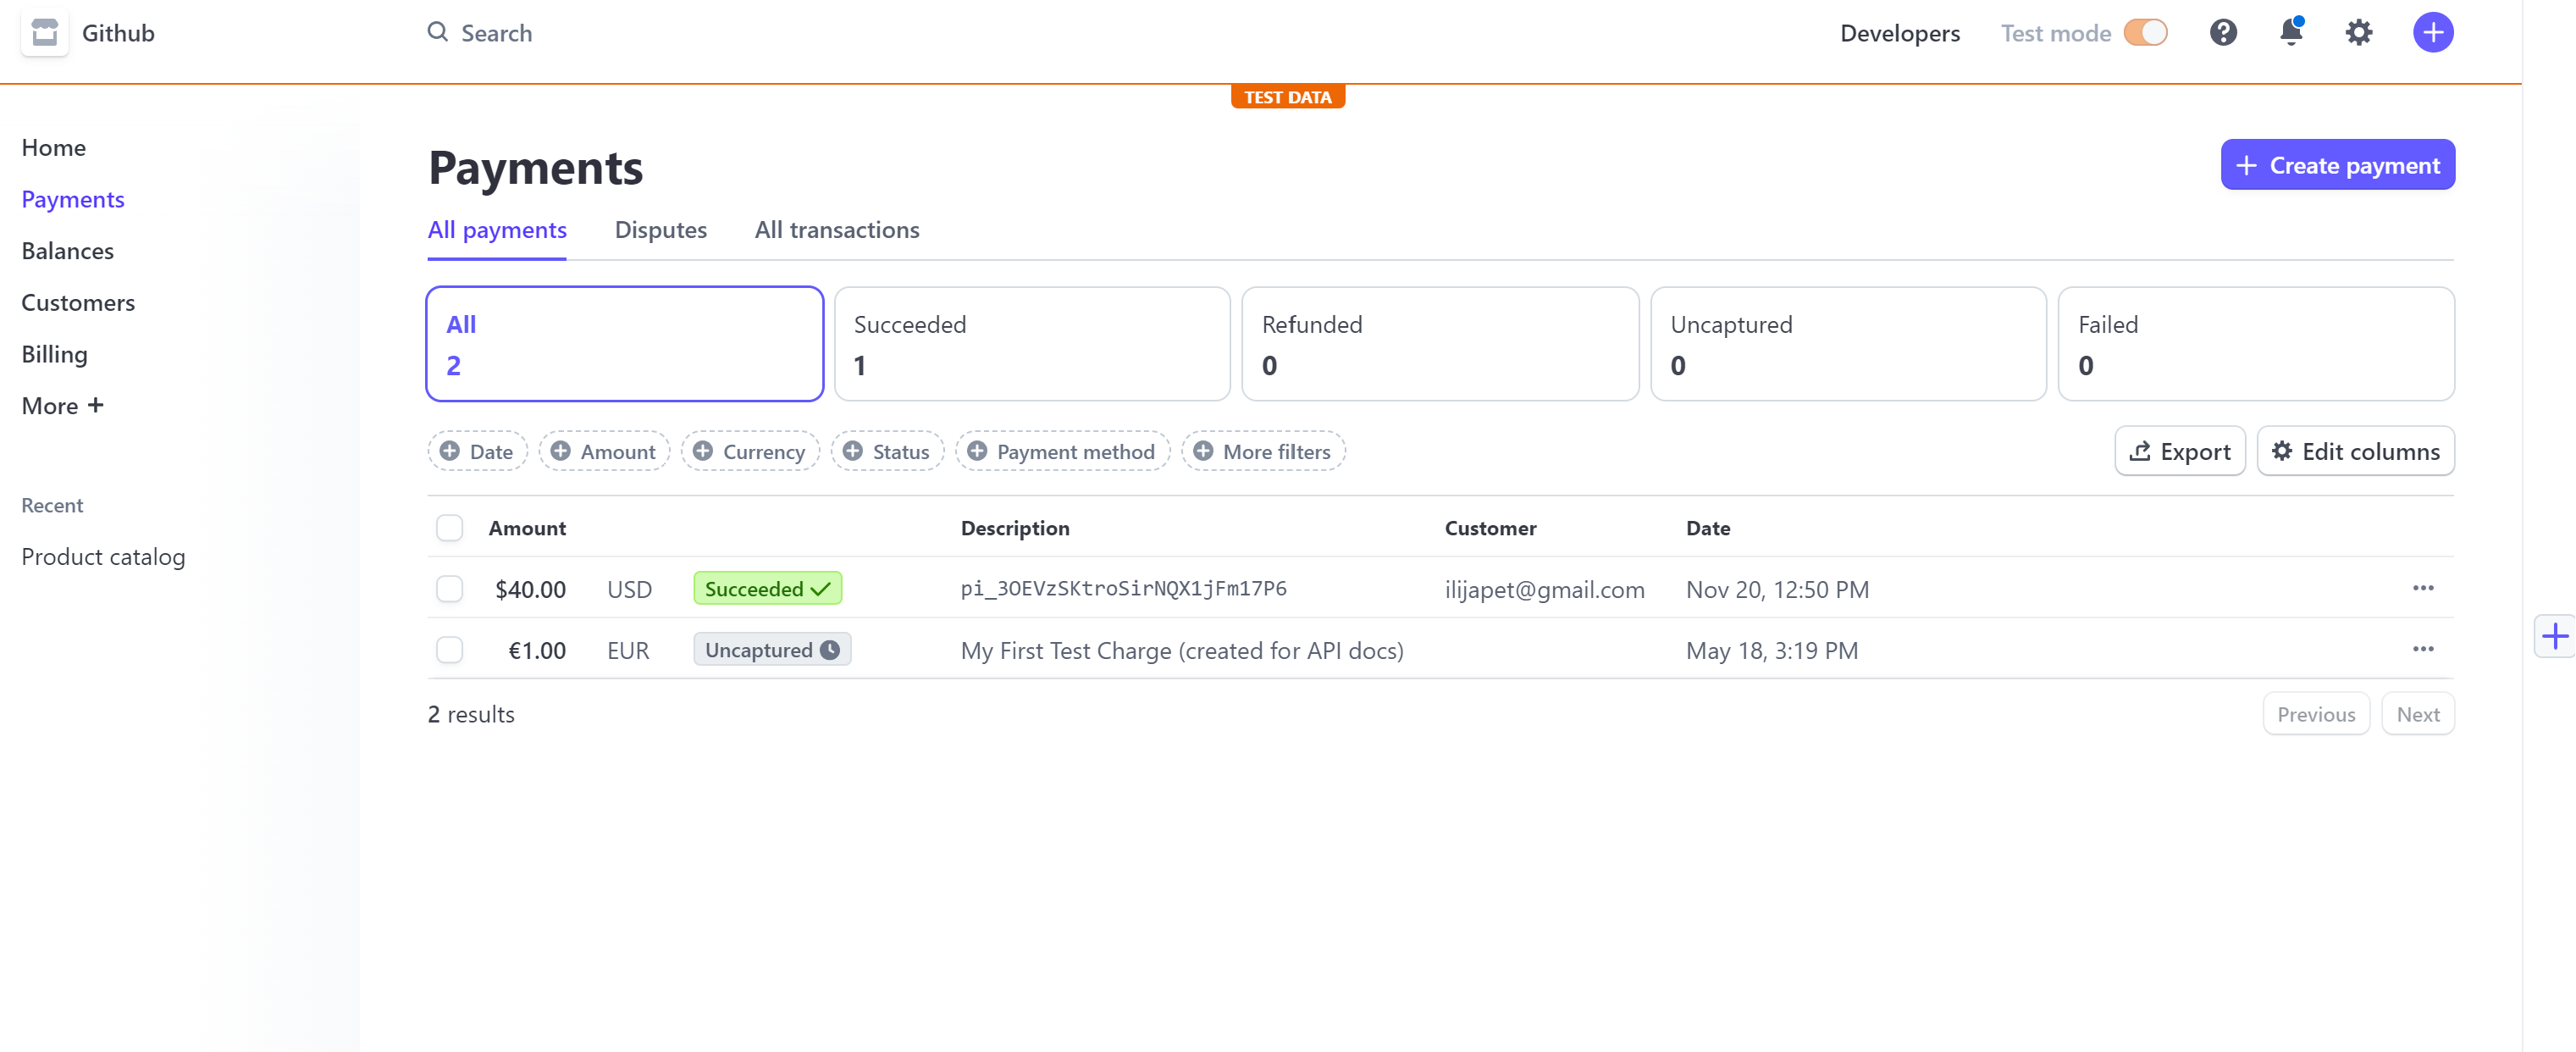 Github
Search
Developers
Test mode
TEST DATA
Home
Payments
Balances
Customers
Billing
More +
Recent
Product catalog
Payments
+ Create payment
All payments
Disputes
All transactions
All
2
Succeeded
1
Refunded
0
Uncaptured
0
Failed
0
Date
Amount
Currency
Status
Payment method
More filters
Export
Edit columns
Amount Description Customer Date
$40.00 USD Succeeded pi_3OEVzSKtroSirNQX1jFm17P6 ilijapet@gmail.com Nov 20, 12:50 PM
€1.00 EUR Uncaptured My First Test Charge (created for API docs) May 18, 3:19 PM
2 results
Previous
Next